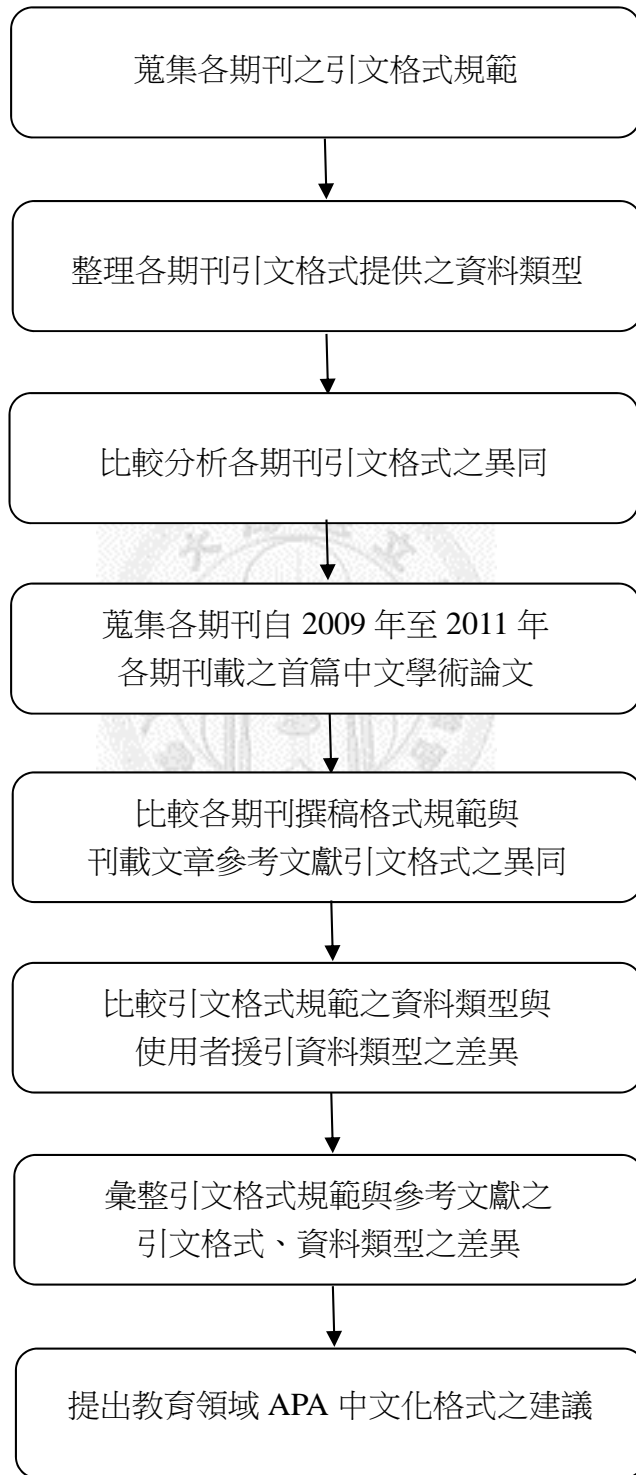 蒐集各期刊之引文格式規範
整理各期刊引文格式提供之資料類型
比較分析各期刊引文格式之異同
蒐集各期刊自 2009 年至 2011 年
各期刊載之首篇中文學術論文
比較各期刊撰稿格式規範與
刊載文章參考文獻引文格式之異同
比較引文格式規範之資料類型與
使用者援引資料類型之差異
彙整引文格式規範與參考文獻之
引文格式、資料類型之差異
提出教育領域 APA 中文化格式之建議